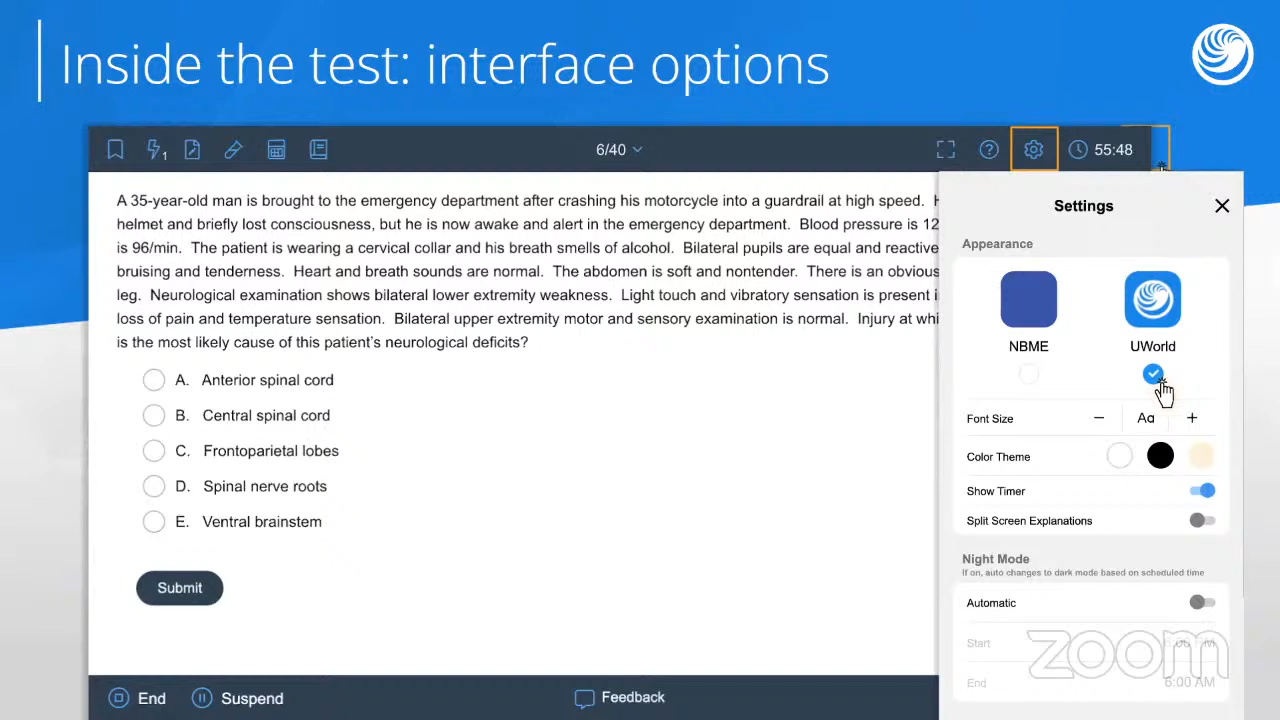 Inside the test: interface options
1
6/40
55:48
A 35-year-old man is brought to the emergency department after crashing his motorcycle into a guardrail at high speed. H
helmet and briefly lost consciousness, but he is now awake and alert in the emergency department. Blood pressure is 12
is 96/min. The patient is wearing a cervical collar and his breath smells of alcohol. Bilateral pupils are equal and reactive
bruising and tenderness. Heart and breath sounds are normal. The abdomen is soft and nontender. There is an obvious
leg. Neurological examination shows bilateral lower extremity weakness. Light touch and vibratory sensation is present i
loss of pain and temperature sensation. Bilateral upper extremity motor and sensory examination is normal. Injury at whi
is the most likely cause of this patient's neurological deficits?
A. Anterior spinal cord
B. Central spinal cord
C. Frontoparietal lobes
D. Spinal nerve roots
E. Ventral brainstem
Submit
End
Suspend
Feedback
Settings
Appearance
NBME
UWorld
Font Size
Aa
Color Theme
Show Timer
Split Screen Explanations
Night Mode
If on, auto changes to dark mode based on scheduled time
Automatic
Start
:00 PM
End
6:00 AM
zoom